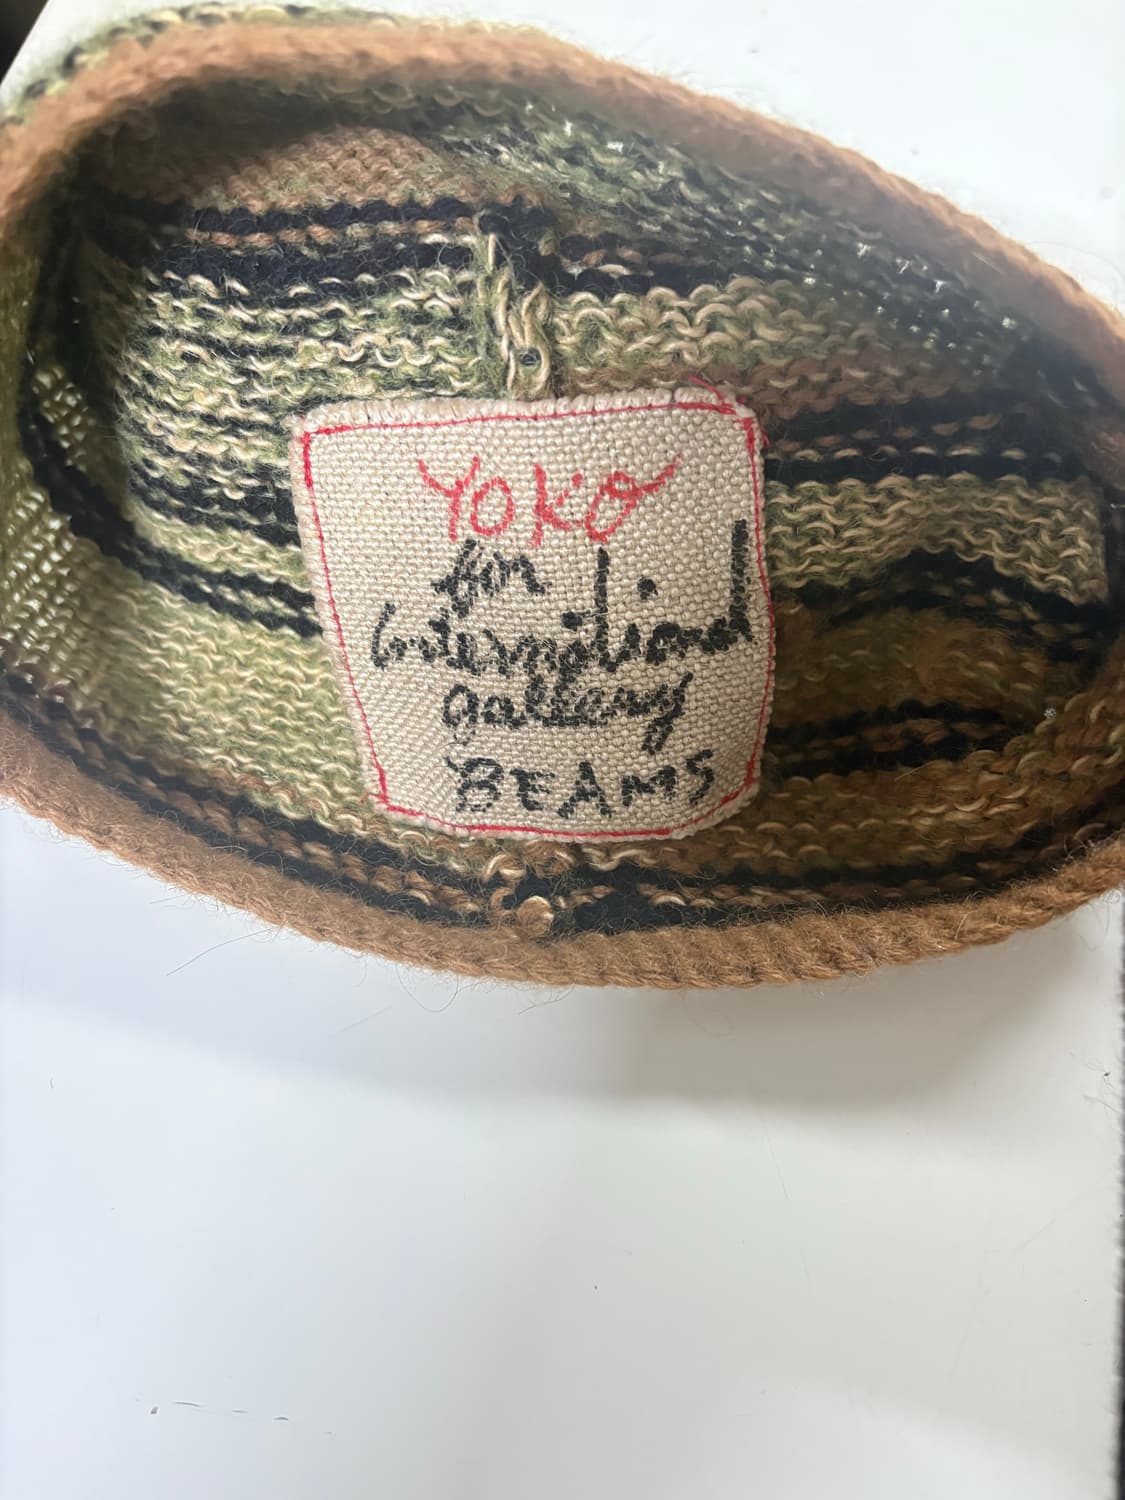 YOKO
for
International
gallery
BEAMS